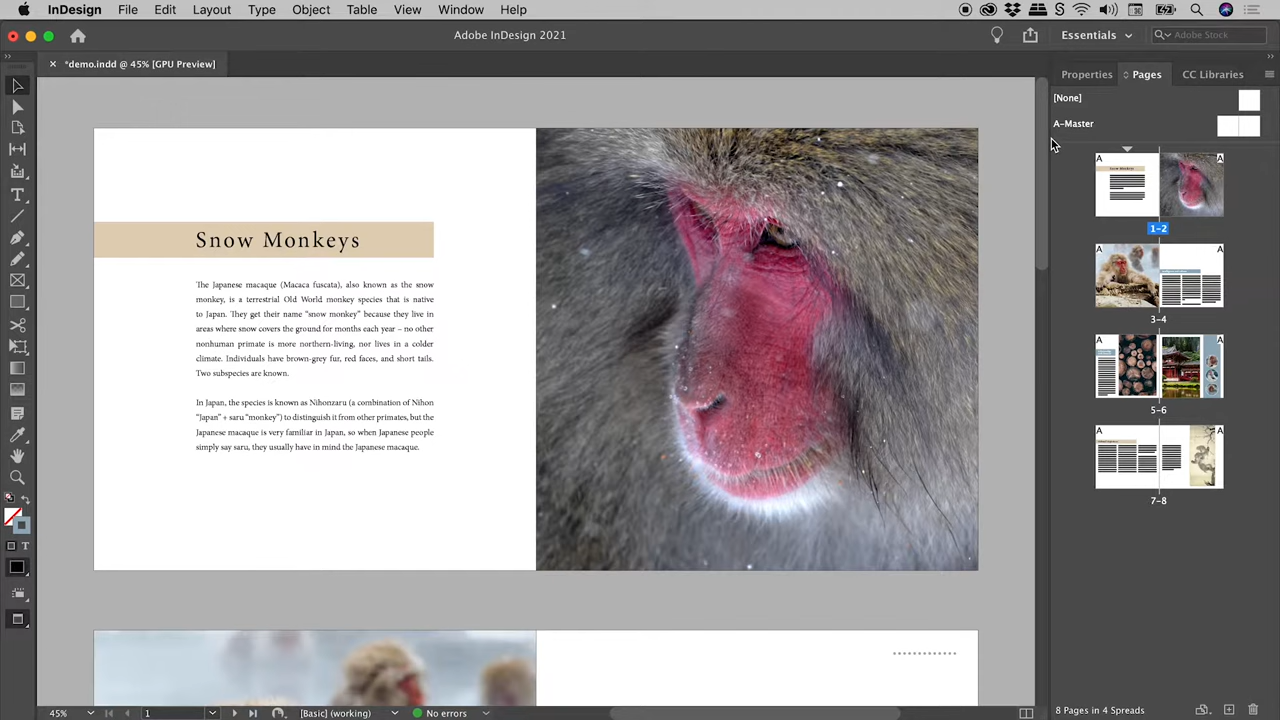 InDesign File Edit Layout Type Object Table View Window Help
Adobe InDesign 2021
Essentials
Adobe Stock
*demo.indd @ 45% [GPU Preview]
Properties Pages CC Libraries
[None]
A-Master
A A
Snow Monkeys
The Japanese macaque (Macaca fuscata), also known as the snow
monkey, is a terrestrial Old World monkey species that is native
to Japan. They get their name “snow monkey” because they live in
areas where snow covers the ground for months each year – no other
nonhuman primate is more northern-living, nor lives in a colder
climate. Individuals have brown-grey fur, red faces, and short tails.
Two subspecies are known.
In Japan, the species is known as Nihonzaru (a combination of Nihon
“Japan” + saru “monkey”) to distinguish it from other primates, but the
Japanese macaque is very familiar in Japan, so when Japanese people
simply say saru, they usually have in mind the Japanese macaque.
1-2
A A
3-4
A A
5-6
A A
7-8
45% 1 [Basic] (working) No errors
8 Pages in 4 Spreads